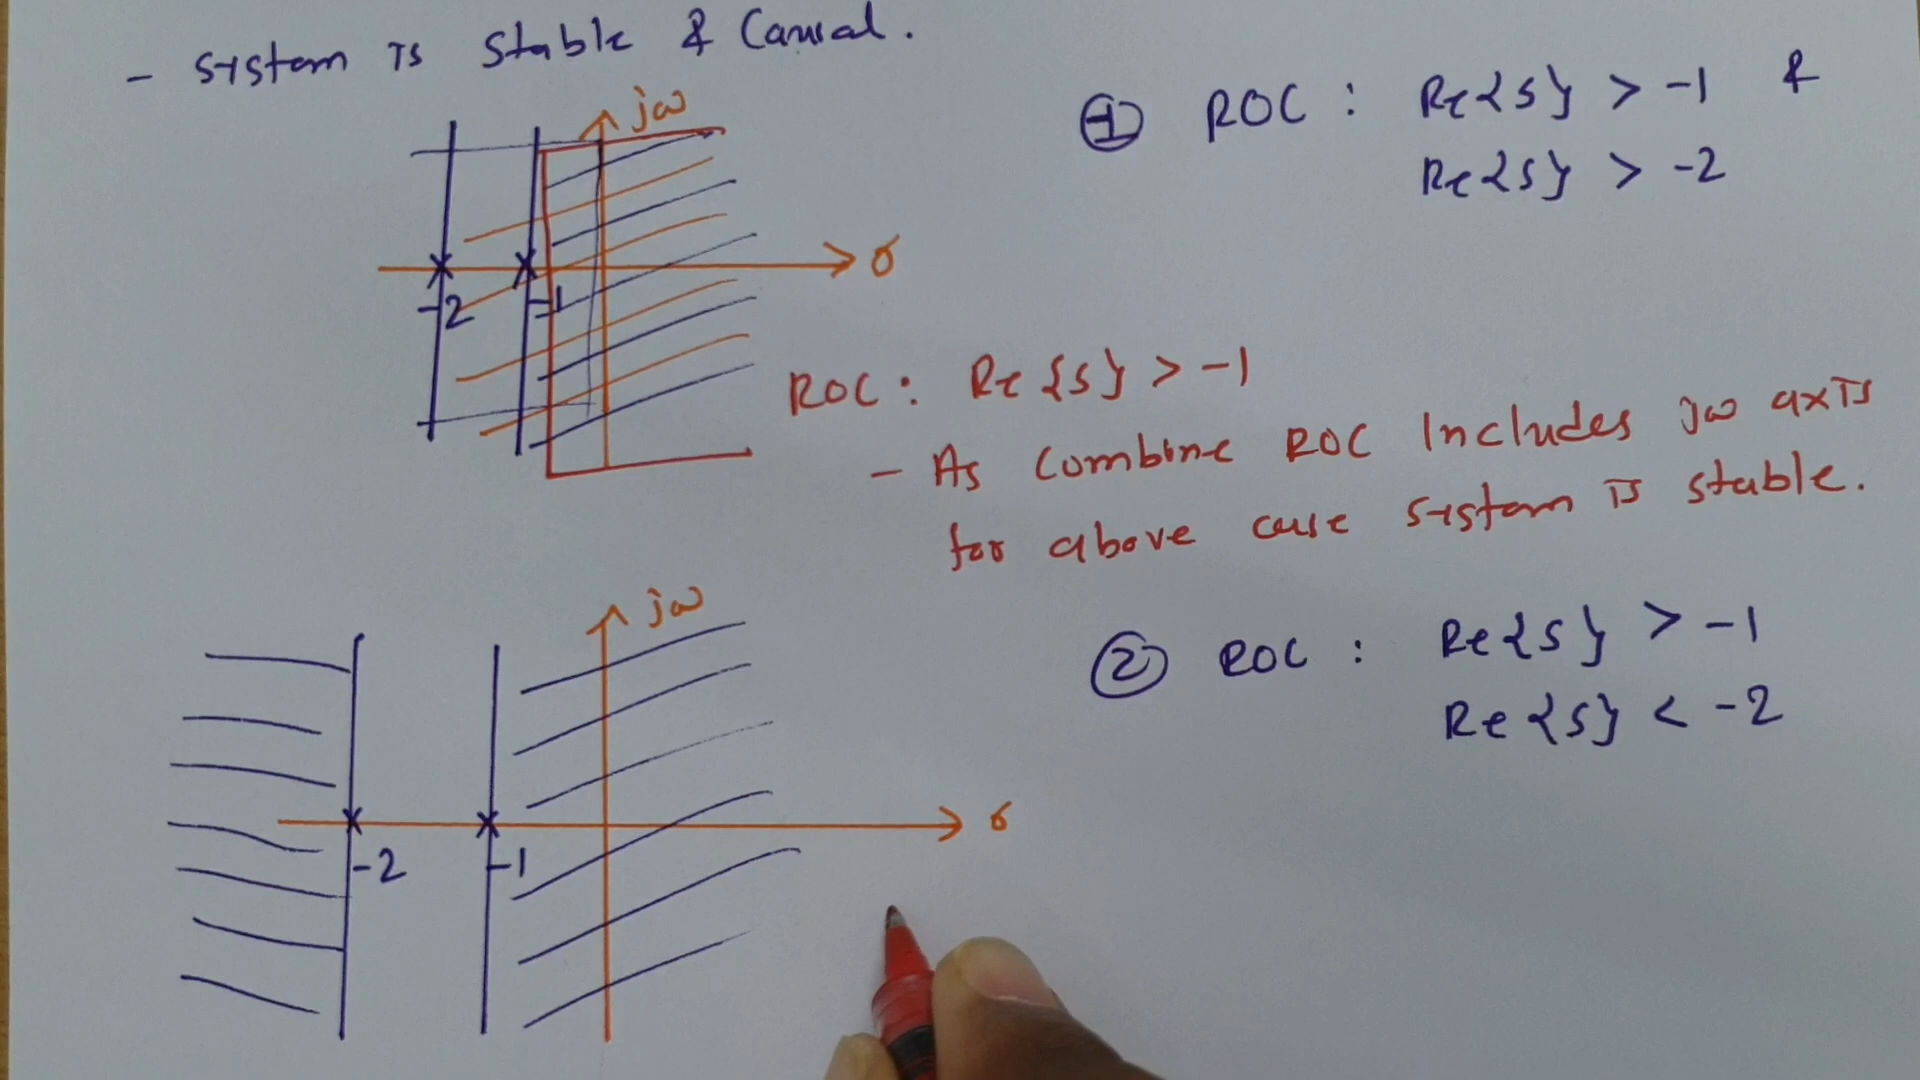 - System is Stable & Causal.
jω
① ROC : Re{s} > -1 &
Re{s} > -2
σ
-2 -1
ROC : Re{s} > -1
- As Combine ROC Includes jω axis
for above case system is stable.
jω
② ROC : Re{s} > -1
Re{s} < -2
σ
-2 -1